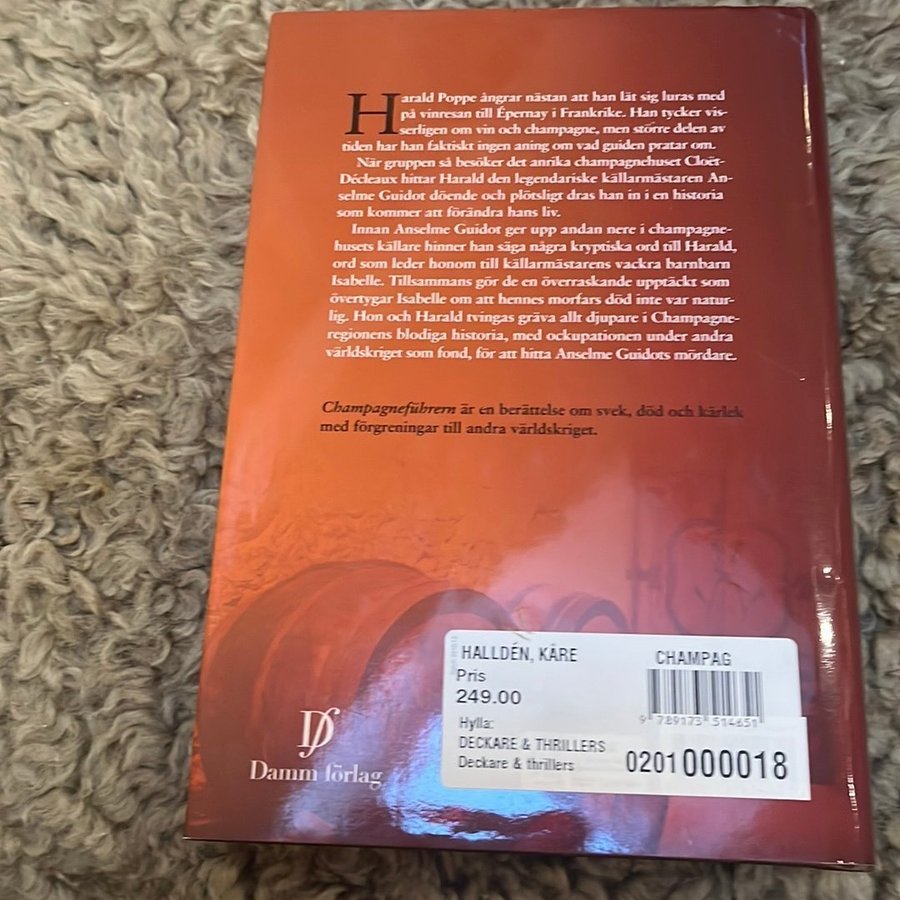 Harald Poppe ångrar nästan att han lät sig luras med
på vinresan till Épernay i Frankrike. Han tycker vis-
serligen om vin och champagne, men större delen av
tiden har han faktiskt ingen aning om vad guiden pratar om.
När gruppen så besöker det anrika champagnehuset Cloët-
Décleaux hittar Harald den legendariske källarmästaren An-
selme Guidot döende och plötsligt dras han in i en historia
som kommer att förändra hans liv.
Innan Anselme Guidot ger upp andan nere i champagne-
husets källare hinner han säga några kryptiska ord till Harald,
ord som leder honom till källarmästarens vackra barnbarn
Isabelle. Tillsammans gör de en överraskande upptäckt som
övertygar Isabelle om att hennes morfars död inte var natur-
lig. Hon och Harald tvingas gräva allt djupare i Champagne-
regionens blodiga historia, med ockupationen under andra
världskriget som fond, för att hitta Anselme Guidots mördare.
Champagneführern är en berättelse om svek, död och kärlek
med förgreningar till andra världskriget.
Df
Damm förlag
HALLDÉN, KÅRE CHAMPAG
Pris
249.00
9 789173 514651
Hylla:
DECKARE & THRILLERS
Deckare & thrillers
0201000018